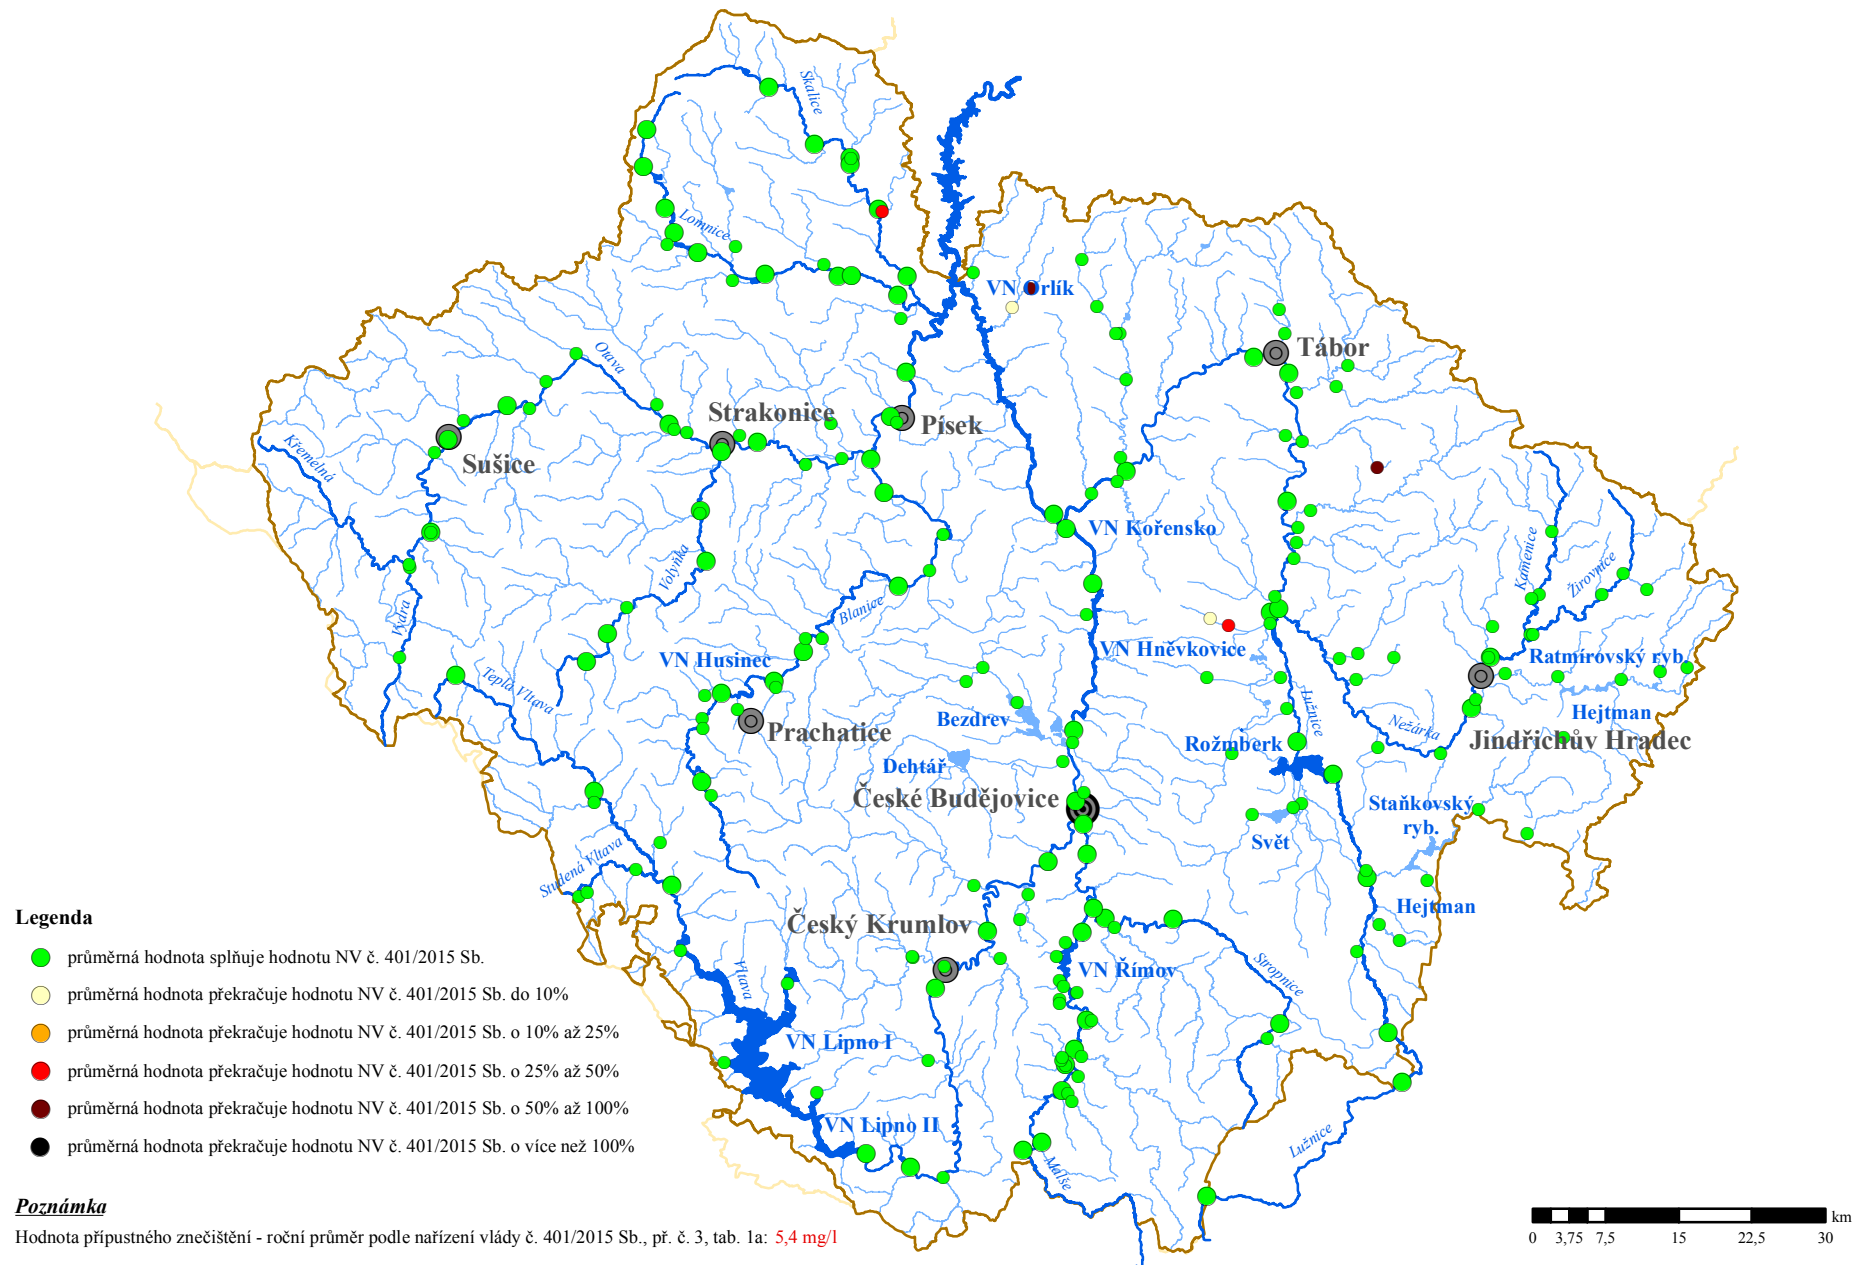 Skalice
Lomnice
VN Orlík
Otava
Tábor
Strakonice
Písek
Sušice
Křemelná
VN Kořensko
Volyňka
Kamenice
Žirovnice
Blanice
Vydra
VN Husinec
VN Hněvkovice
Ratmírovský ryb.
Teplá Vltava
Lužnice
Bezdrev
Hejtman
Nežárka
Prachatice
Rožmberk
Jindřichův Hradec
Dehtář
České Budějovice
Staňkovský
ryb.
Svět
Studená Vltava
Hejtman
Český Krumlov
Vltava
VN Římov
Stropnice
VN Lipno I
VN Lipno II
Lužnice
Malše
Legenda
průměrná hodnota splňuje hodnotu NV č. 401/2015 Sb.
průměrná hodnota překračuje hodnotu NV č. 401/2015 Sb. do 10%
průměrná hodnota překračuje hodnotu NV č. 401/2015 Sb. o 10% až 25%
průměrná hodnota překračuje hodnotu NV č. 401/2015 Sb. o 25% až 50%
průměrná hodnota překračuje hodnotu NV č. 401/2015 Sb. o 50% až 100%
průměrná hodnota překračuje hodnotu NV č. 401/2015 Sb. o více než 100%
Poznámka
Hodnota přípustného znečištění - roční průměr podle nařízení vlády č. 401/2015 Sb., př. č. 3, tab. 1a: 5,4 mg/l
km
0 3,75 7,5 15 22,5 30